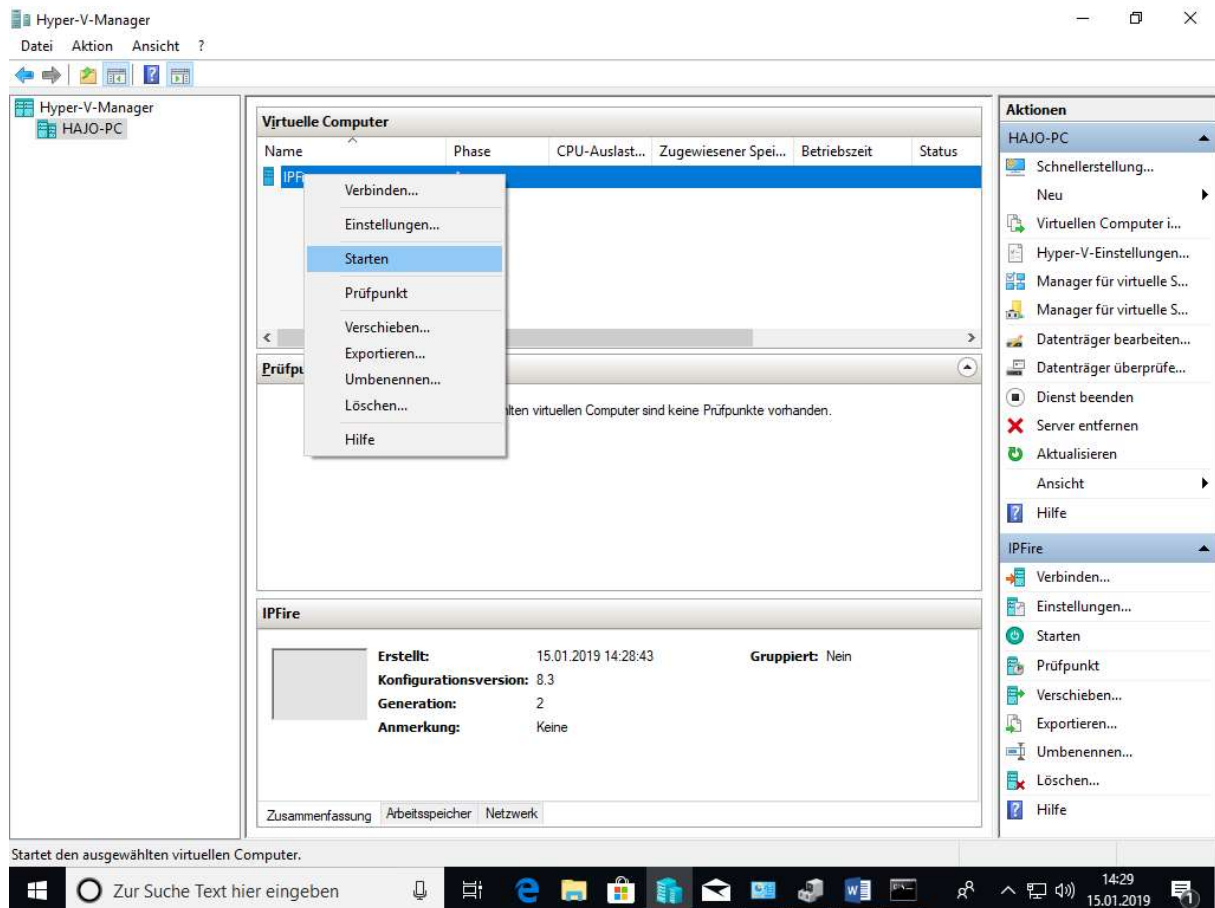 Hyper-V-Manager
Datei Aktion Ansicht ?
Hyper-V-Manager
HAJO-PC
Virtuelle Computer
Name Phase CPU-Auslast... Zugewiesener Spei... Betriebszeit Status
Verbinden...
Einstellungen...
Starten
Prüfpunkt
Verschieben...
Exportieren...
Umbenennen...
Löschen...
Hilfe
virtuellen Computer sind keine Prüfpunkte vorhanden.
IPFire
Erstellt: 15.01.2019 14:28:43 Gruppiert: Nein
Konfigurationsversion: 8.3
Generation: 2
Anmerkung: Keine
Zusammenfassung Arbeitsspeicher Netzwerk
Aktionen
HAJO-PC
Schnellerstellung...
Neu
Virtuellen Computer i...
Hyper-V-Einstellungen...
Manager für virtuelle S...
Manager für virtuelle S...
Datenträger bearbeiten...
Datenträger überprüfe...
Dienst beenden
Server entfernen
Aktualisieren
Ansicht
Hilfe
IPFire
Verbinden...
Einstellungen...
Starten
Prüfpunkt
Verschieben...
Exportieren...
Umbenennen...
Löschen...
Hilfe
Startet den ausgewählten virtuellen Computer.
Zur Suche Text hier eingeben
14:29
15.01.2019